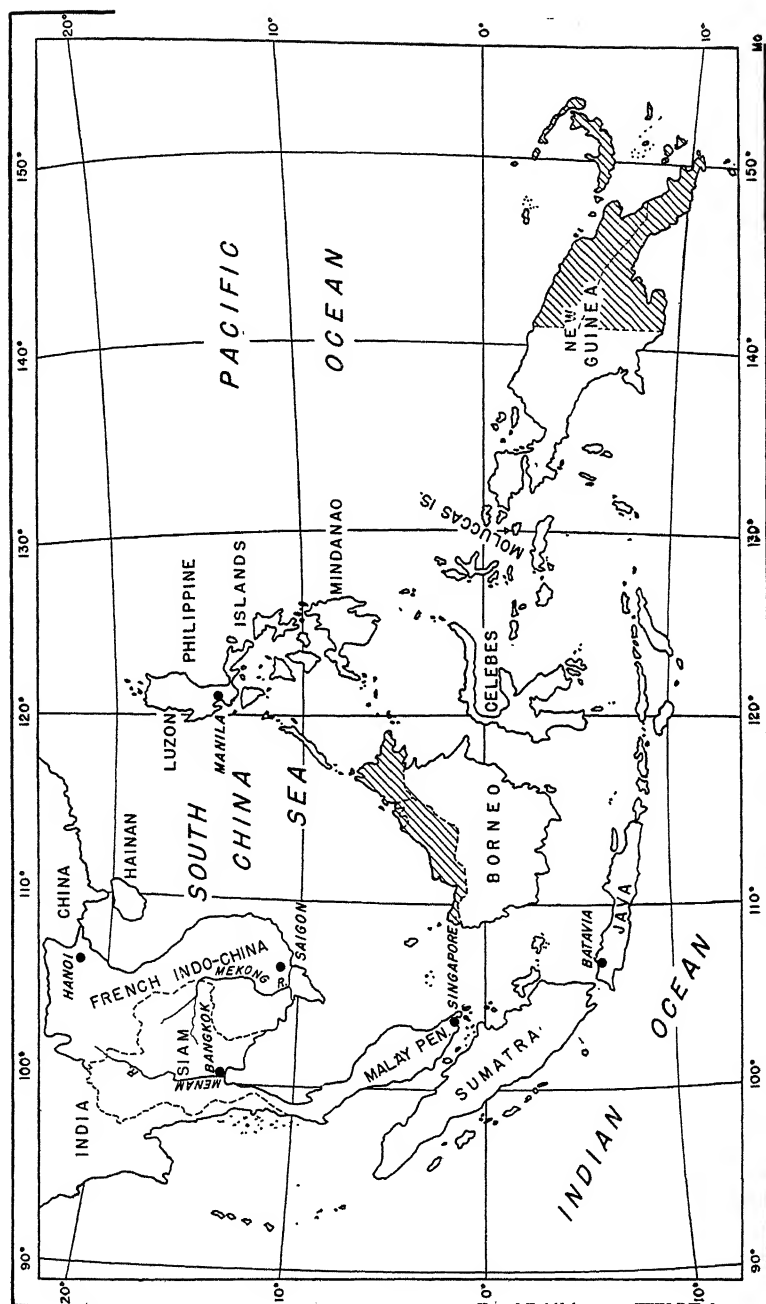 90°
100°
110°
120°
130°
140°
150°
20°
20°
INDIA
CHINA
HANOI
HAINAN
FRENCH INDO-CHINA
R.
SIAM
MEKONG
R.
BANGKOK
MENAM
SAIGON
LUZON
PHILIPPINE
ISLANDS
MANILA
MINDANAO
SOUTH
CHINA
SEA
PACIFIC
OCEAN
10°
10°
MALAY PEN.
SINGAPORE
SUMATRA
BORNEO
CELEBES
MOLUCCAS IS.
NEW
GUINEA
0°
0°
BATAVIA
JAVA
INDIAN
OCEAN
10°
10°
90°
100°
110°
120°
130°
140°
150°